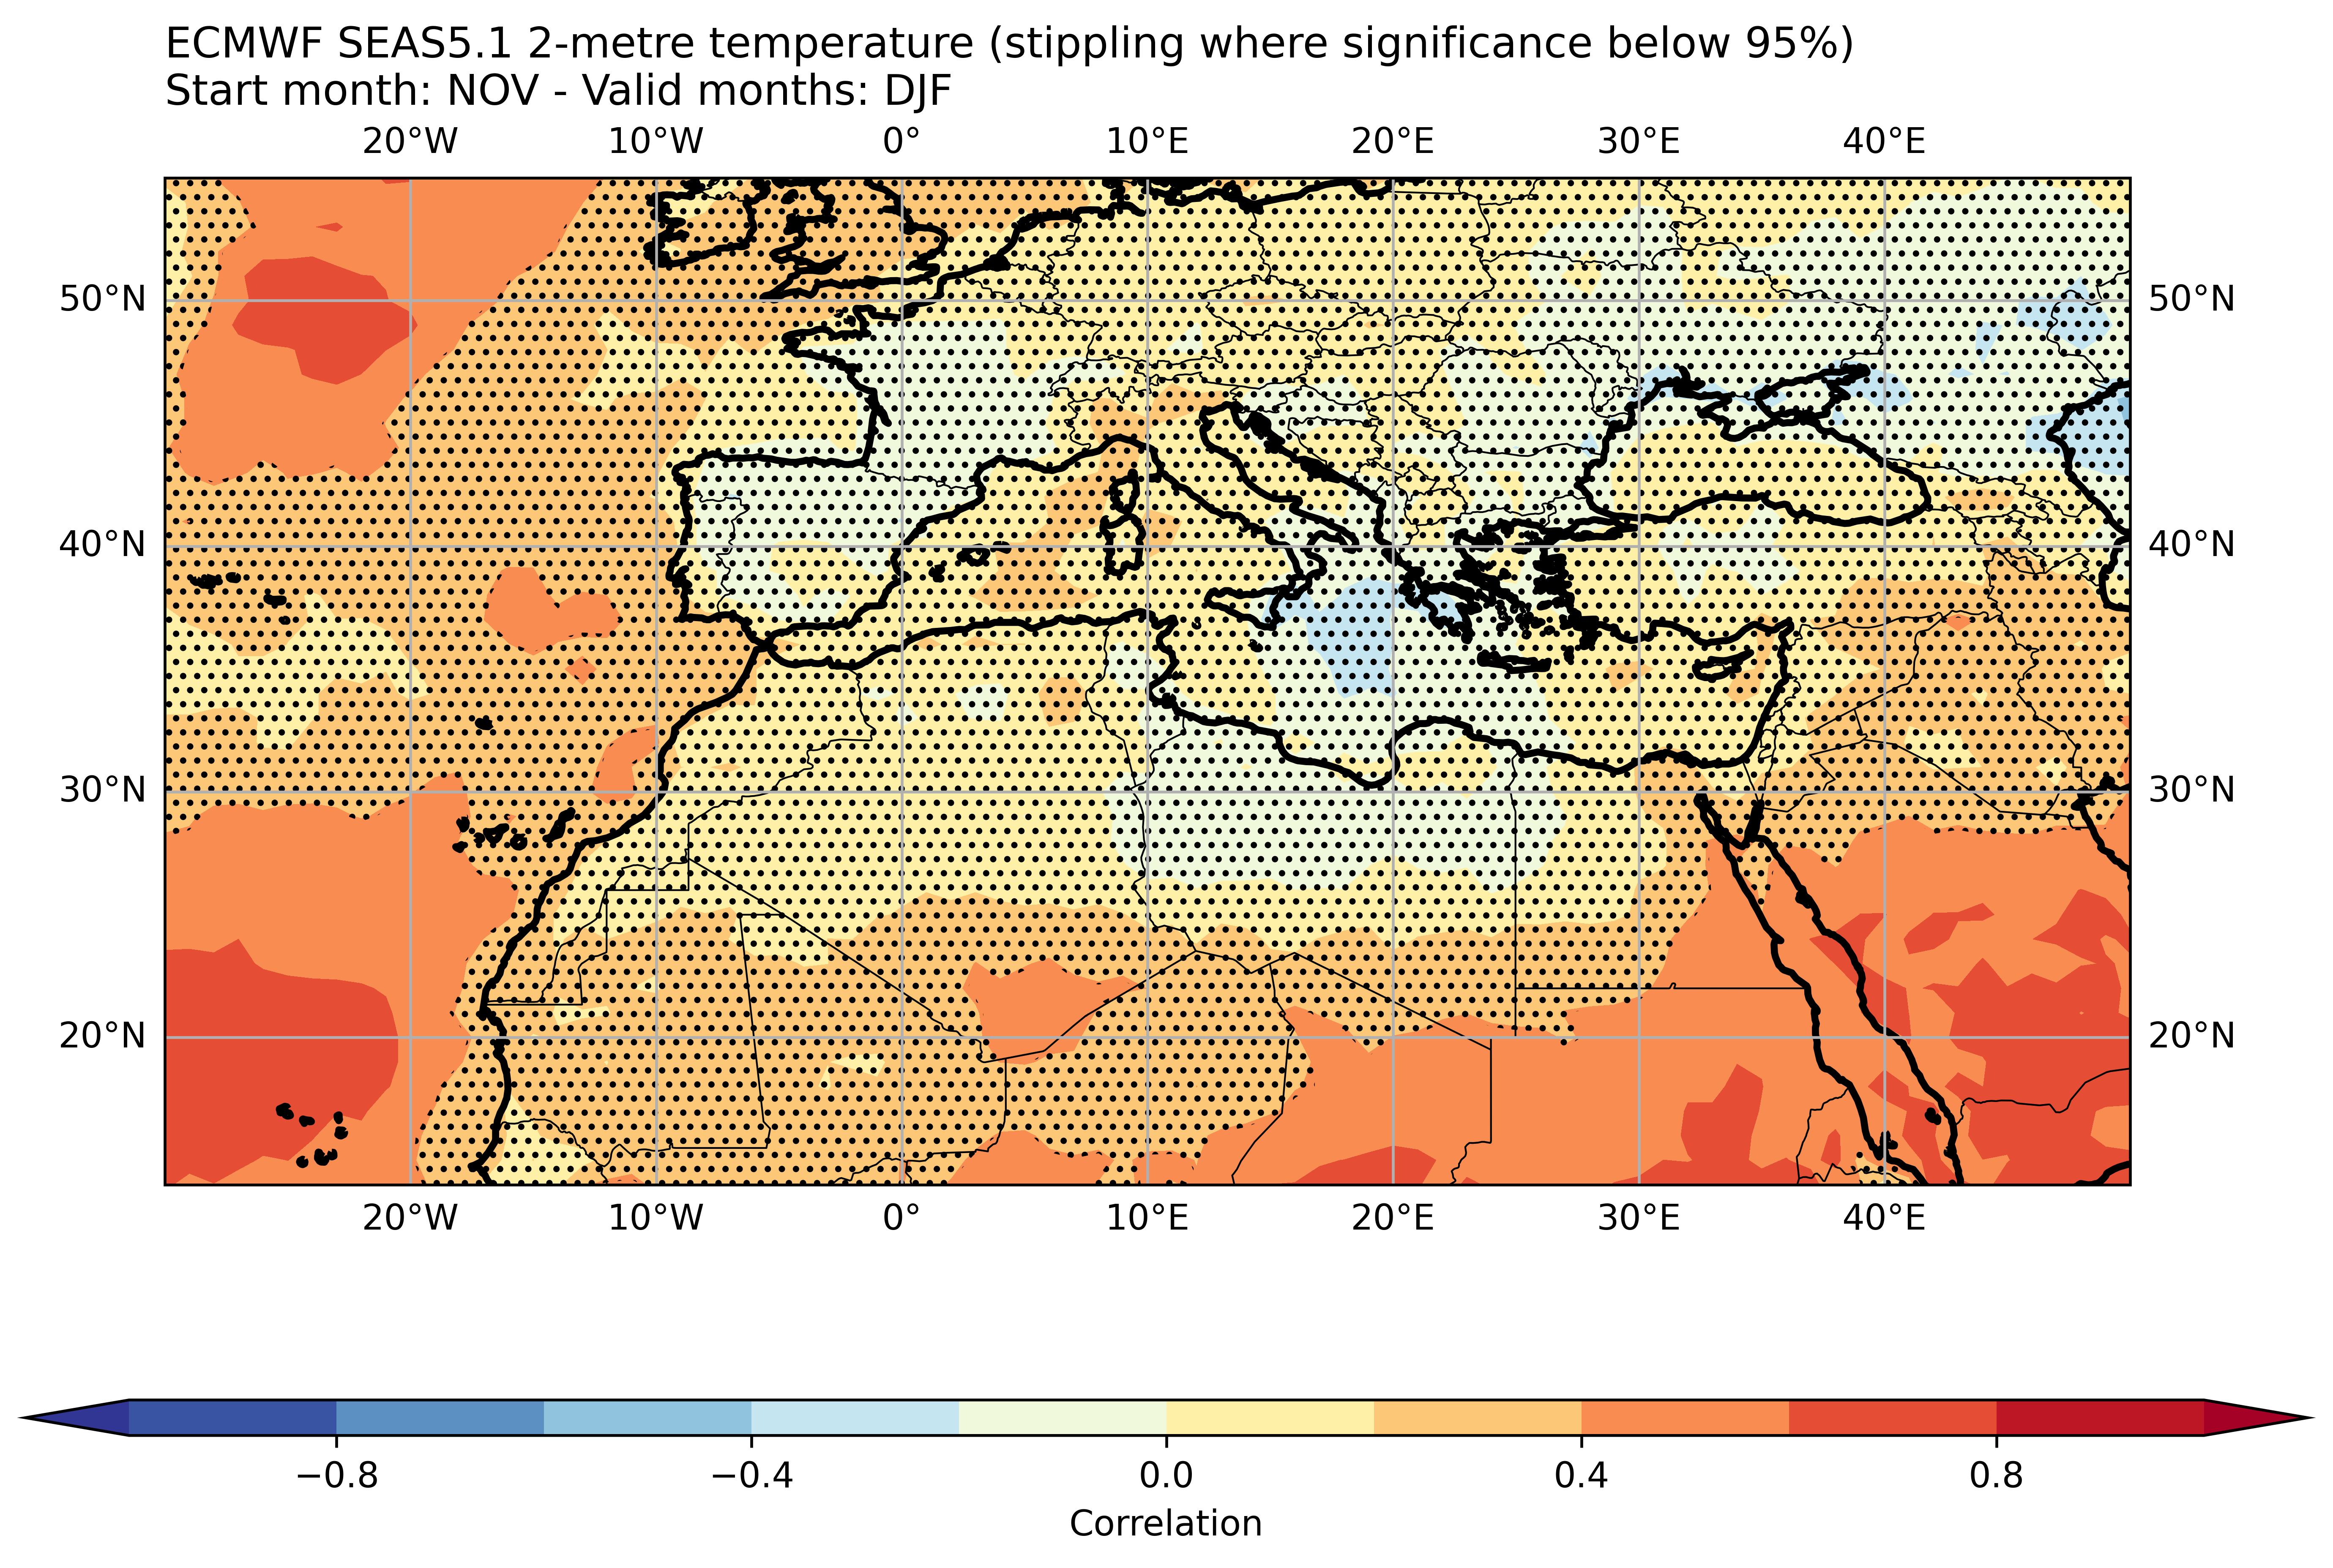 ECMWF SEAS5.1 2-metre temperature (stippling where significance below 95%)
Start month: NOV - Valid months: DJF
20°W 10°W 0° 10°E 20°E 30°E 40°E
50°N 50°N
40°N 40°N
30°N 30°N
20°N 20°N
20°W 10°W 0° 10°E 20°E 30°E 40°E
−0.8 −0.4 0.0 0.4 0.8
Correlation